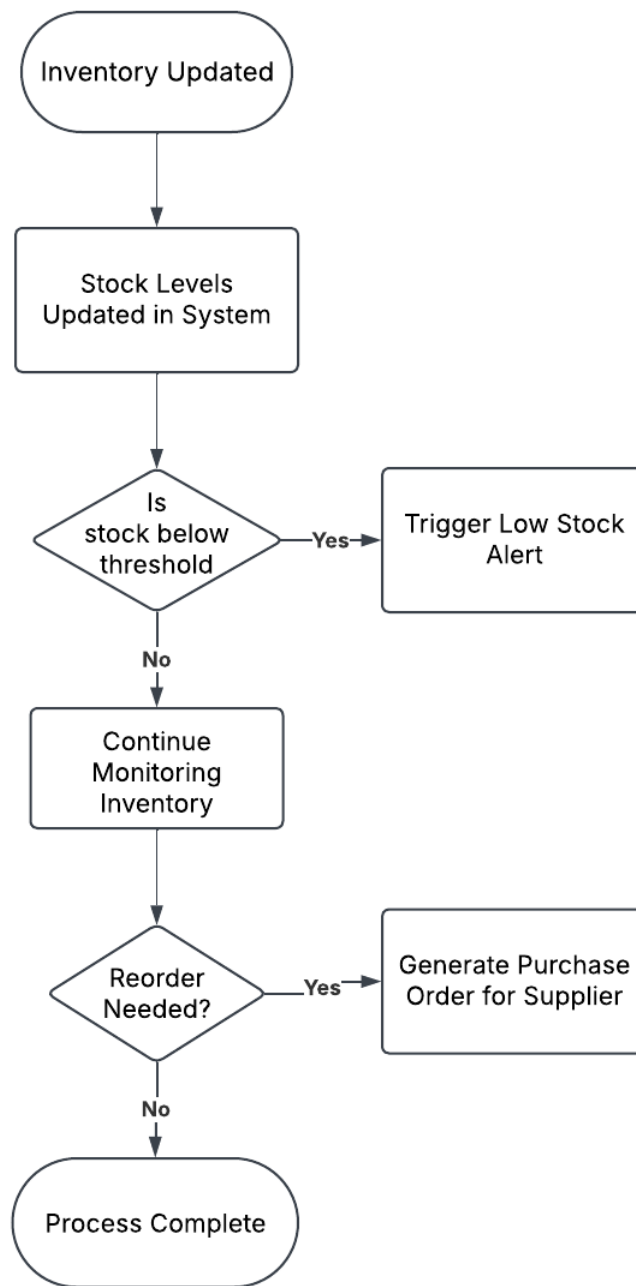 Inventory Updated
Stock Levels
Updated in System
Is
stock below
threshold
Yes
Trigger Low Stock
Alert
No
Continue
Monitoring
Inventory
Reorder
Needed?
Yes
Generate Purchase
Order for Supplier
No
Process Complete